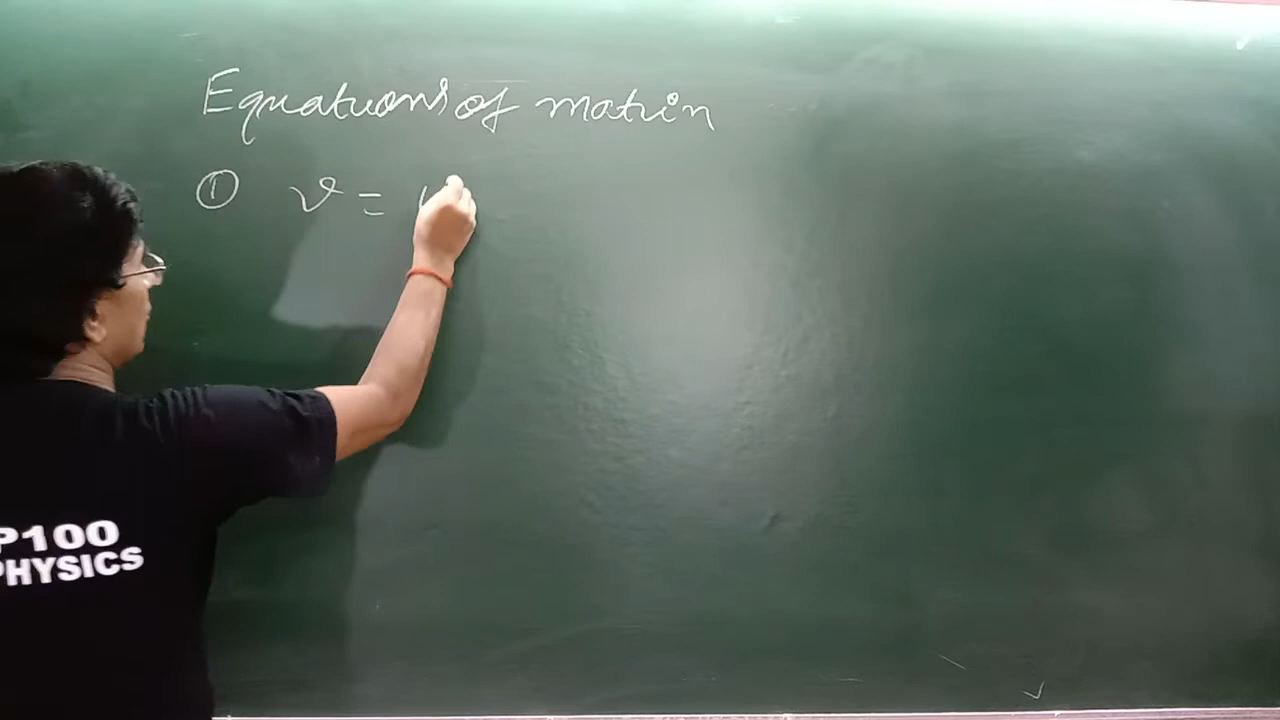 Equations of motion
① v = u
P100
PHYSICS